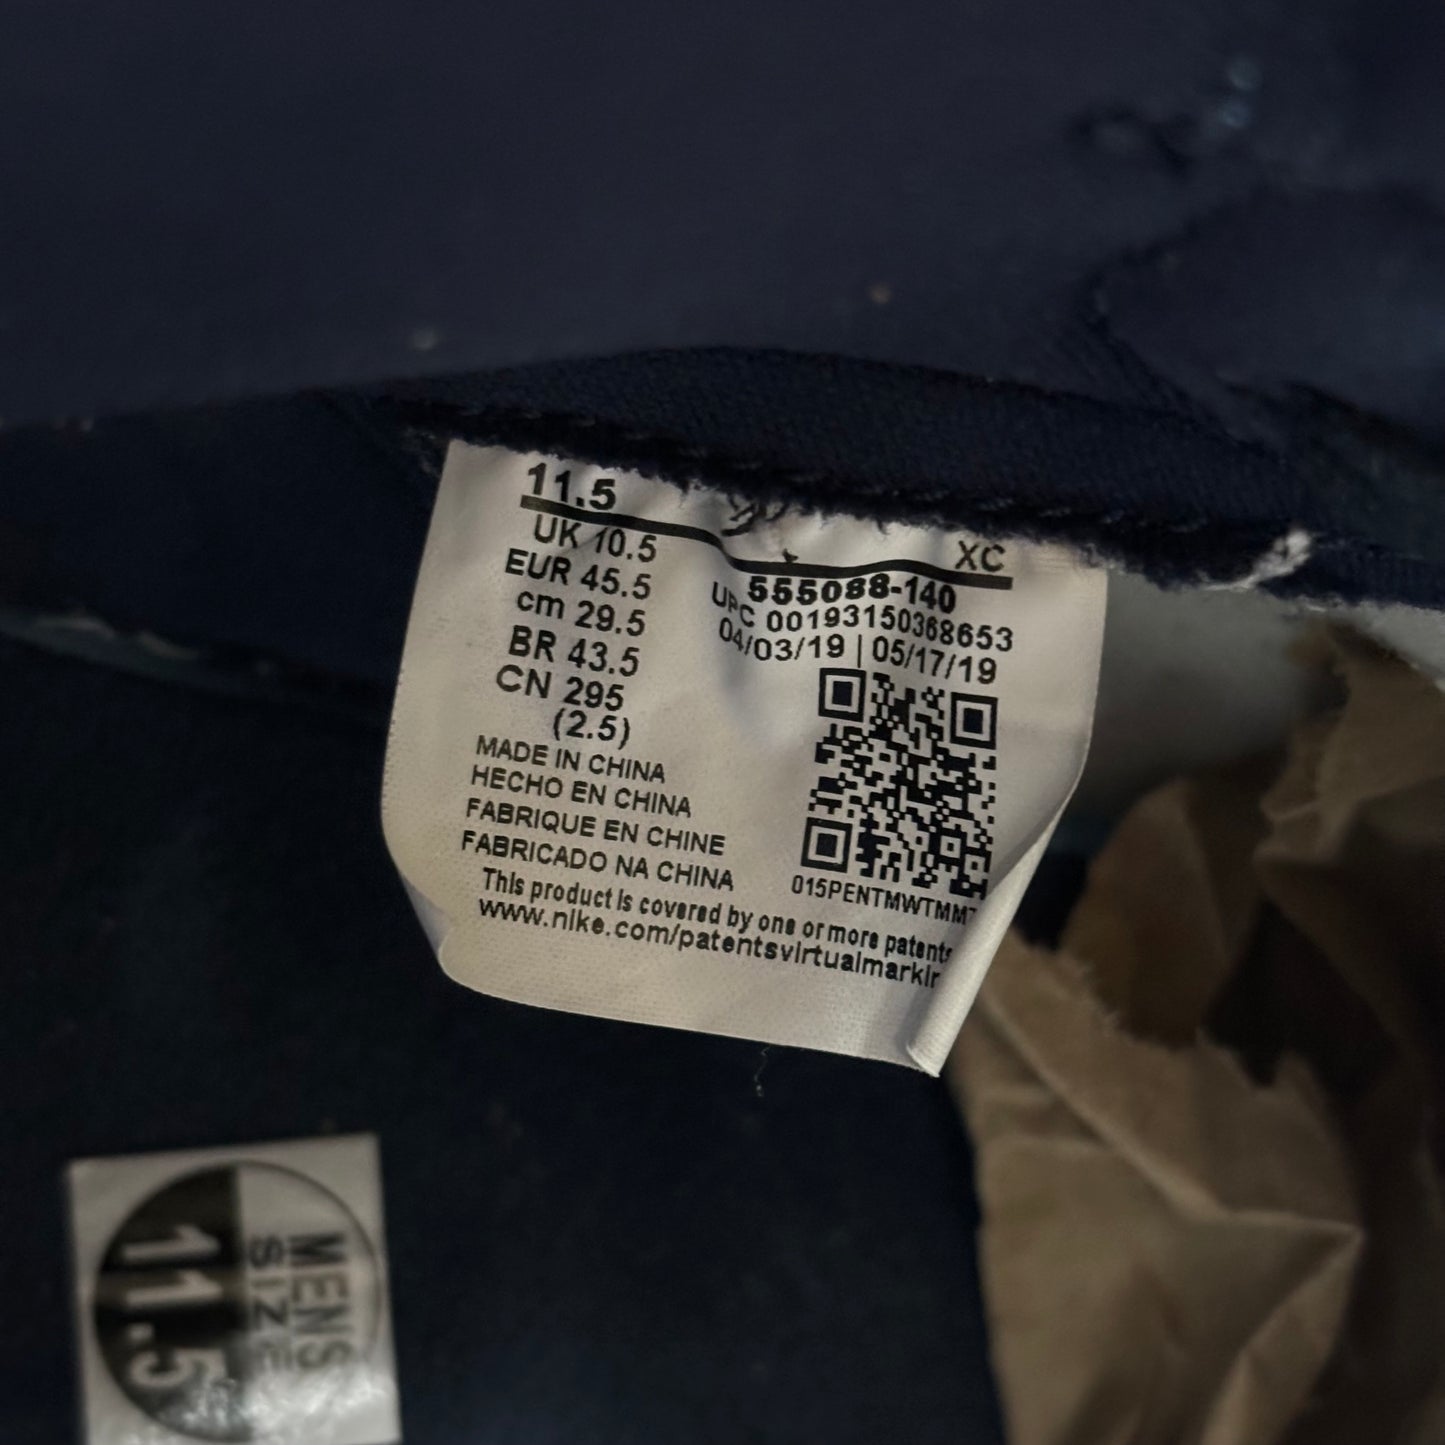 11.5
XC
UK 10.5
EUR 45.5
cm 29.5
BR 43.5
CN 295
(2.5)
555088-140
UPC 00193150368653
04/03/19 | 05/17/19
MADE IN CHINA
HECHO EN CHINA
FABRIQUE EN CHINE
FABRICADO NA CHINA
015PENTMWTMM7
This product is covered by one or more patents
www.nike.com/patentsvirtualmarkin
MENS
SIZE
11.5